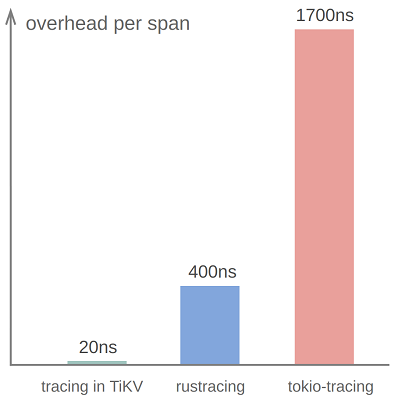 overhead per span
1700ns
400ns
20ns
tracing in TiKV
rustracing
tokio-tracing